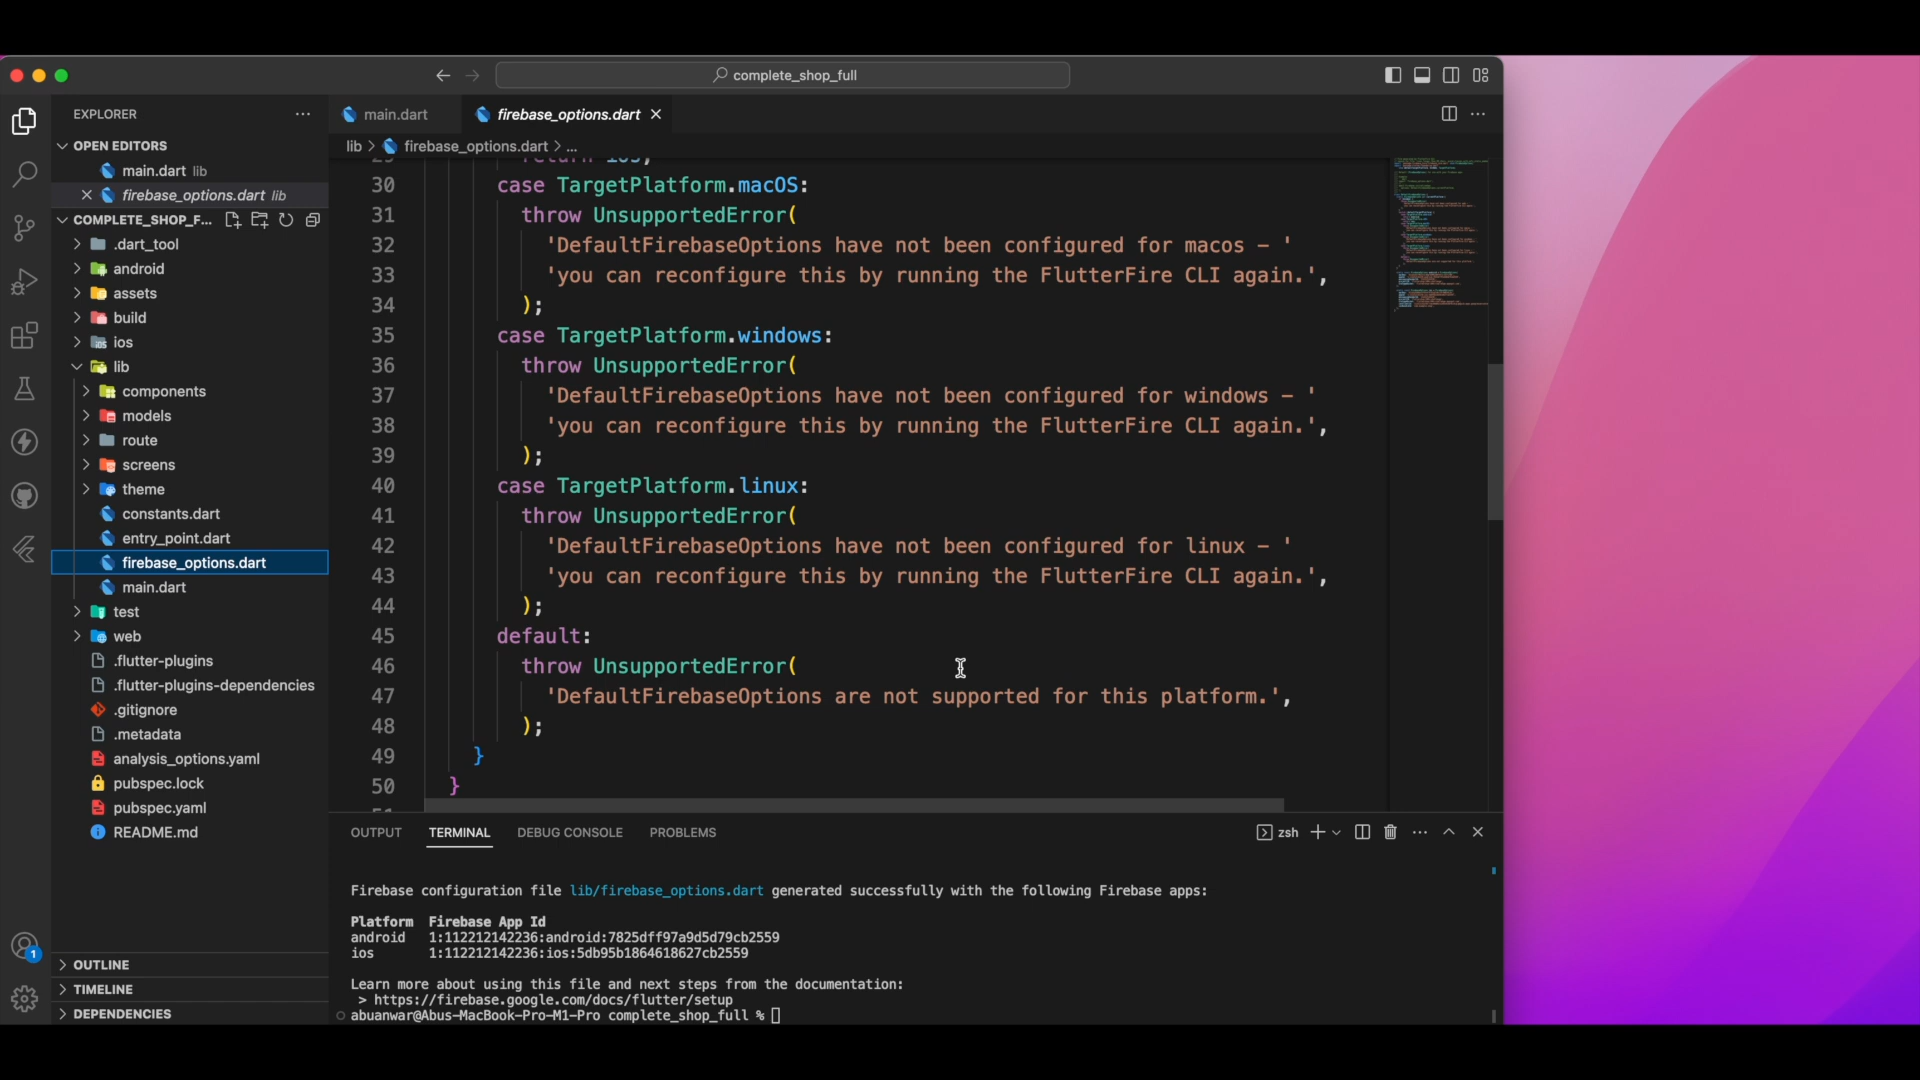 complete_shop_full
EXPLORER
OPEN EDITORS
main.dart lib
firebase_options.dart lib
COMPLETE_SHOP_F...
.dart_tool
android
assets
build
ios
lib
components
models
route
screens
theme
constants.dart
entry_point.dart
firebase_options.dart
main.dart
test
web
.flutter-plugins
.flutter-plugins-dependencies
.gitignore
.metadata
analysis_options.yaml
pubspec.lock
pubspec.yaml
README.md
OUTLINE
TIMELINE
DEPENDENCIES
1
main.dart
firebase_options.dart
lib > firebase_options.dart > ...
29 return ios;
30 case TargetPlatform.macOS:
31 throw UnsupportedError(
32 'DefaultFirebaseOptions have not been configured for macos - '
33 'you can reconfigure this by running the FlutterFire CLI again.',
34 );
35 case TargetPlatform.windows:
36 throw UnsupportedError(
37 'DefaultFirebaseOptions have not been configured for windows - '
38 'you can reconfigure this by running the FlutterFire CLI again.',
39 );
40 case TargetPlatform.linux:
41 throw UnsupportedError(
42 'DefaultFirebaseOptions have not been configured for linux - '
43 'you can reconfigure this by running the FlutterFire CLI again.',
44 );
45 default:
46 throw UnsupportedError(
47 'DefaultFirebaseOptions are not supported for this platform.',
48 );
49 }
50 }
OUTPUT TERMINAL DEBUG CONSOLE PROBLEMS
zsh
Firebase configuration file lib/firebase_options.dart generated successfully with the following Firebase apps:
Platform Firebase App Id
android 1:112212142236:android:7825dff97a9d5d79cb2559
ios 1:112212142236:ios:5db95b1864618627cb2559
Learn more about using this file and next steps from the documentation:
> https://firebase.google.com/docs/flutter/setup
abuanwar@Abus-MacBook-Pro-M1-Pro complete_shop_full %